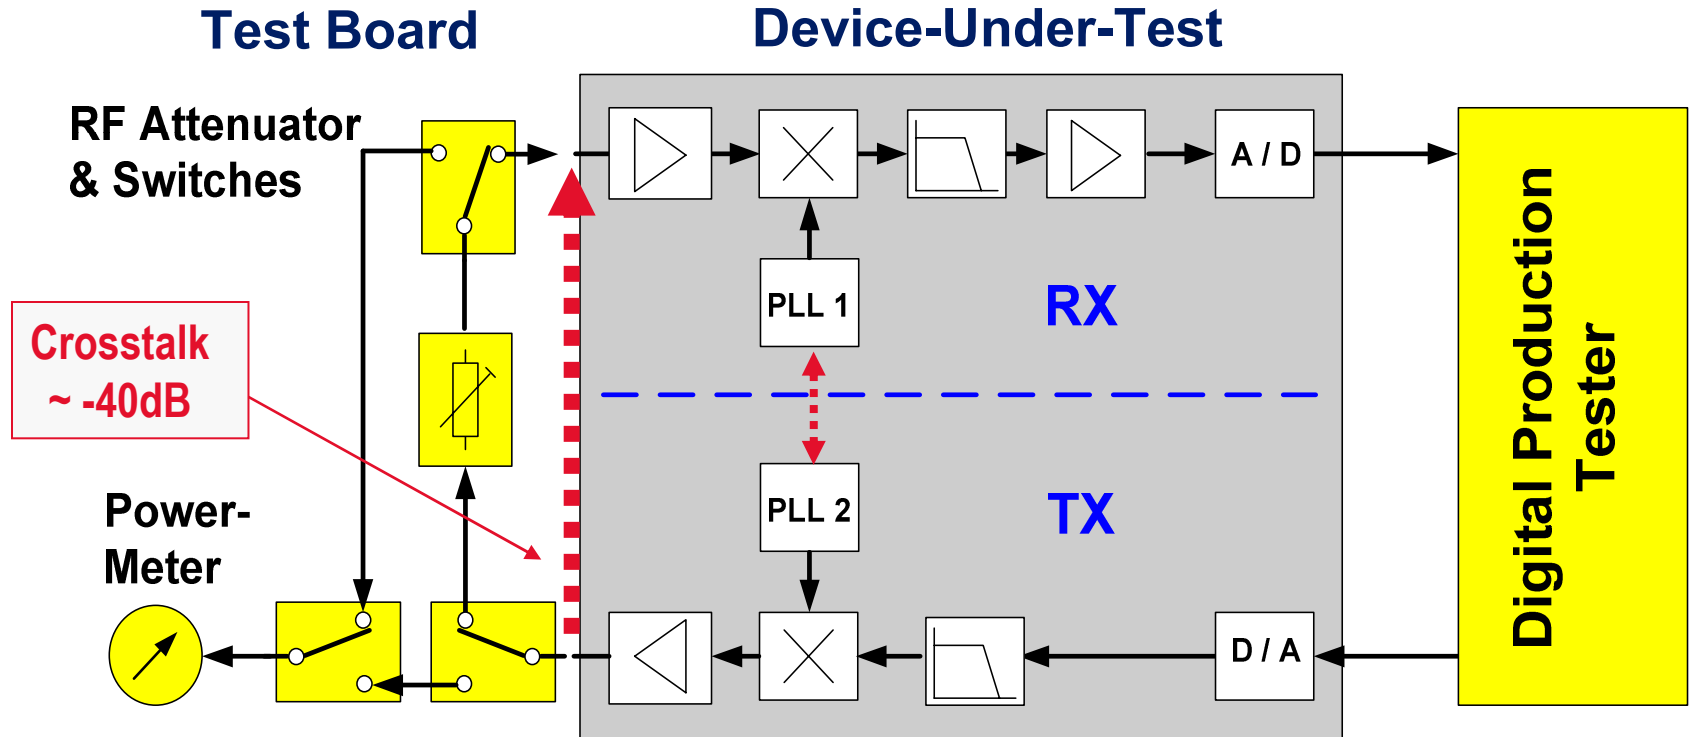 Test Board
Device-Under-Test
RF Attenuator
& Switches
A / D
PLL 1
RX
Crosstalk
~ -40dB
Digital Production
Tester
PLL 2
TX
Power-
Meter
D / A